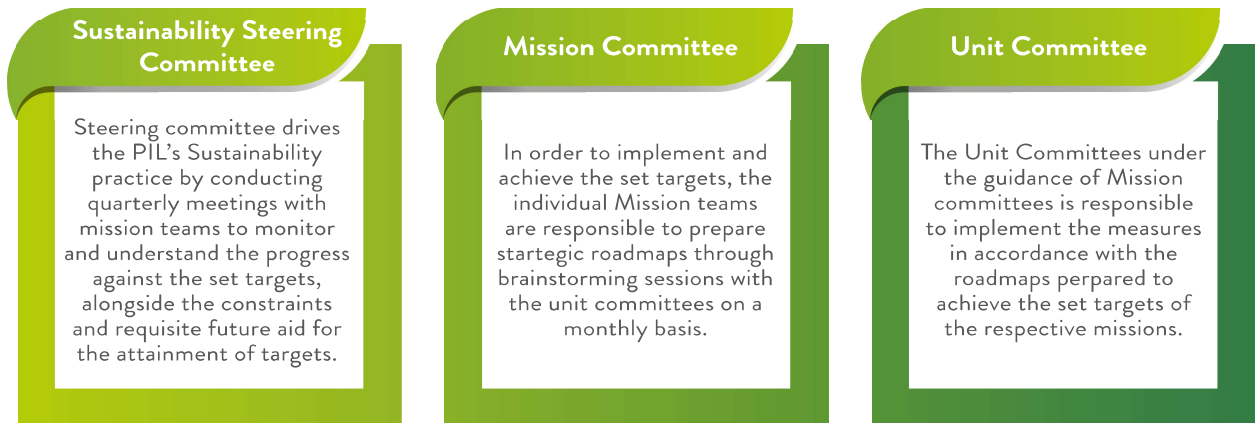 Sustainability Steering
Committee
Steering committee drives
the PIL's Sustainability
practice by conducting
quarterly meetings with
mission teams to monitor
and understand the progress
against the set targets,
alongside the constraints
and requisite future aid for
the attainment of targets.
Mission Committee
In order to implement and
achieve the set targets, the
individual Mission teams
are responsible to prepare
startegic roadmaps through
brainstorming sessions with
the unit committees on a
monthly basis.
Unit Committee
The Unit Committees under
the guidance of Mission
committees is responsible
to implement the measures
in accordance with the
roadmaps perpared to
achieve the set targets of
the respective missions.